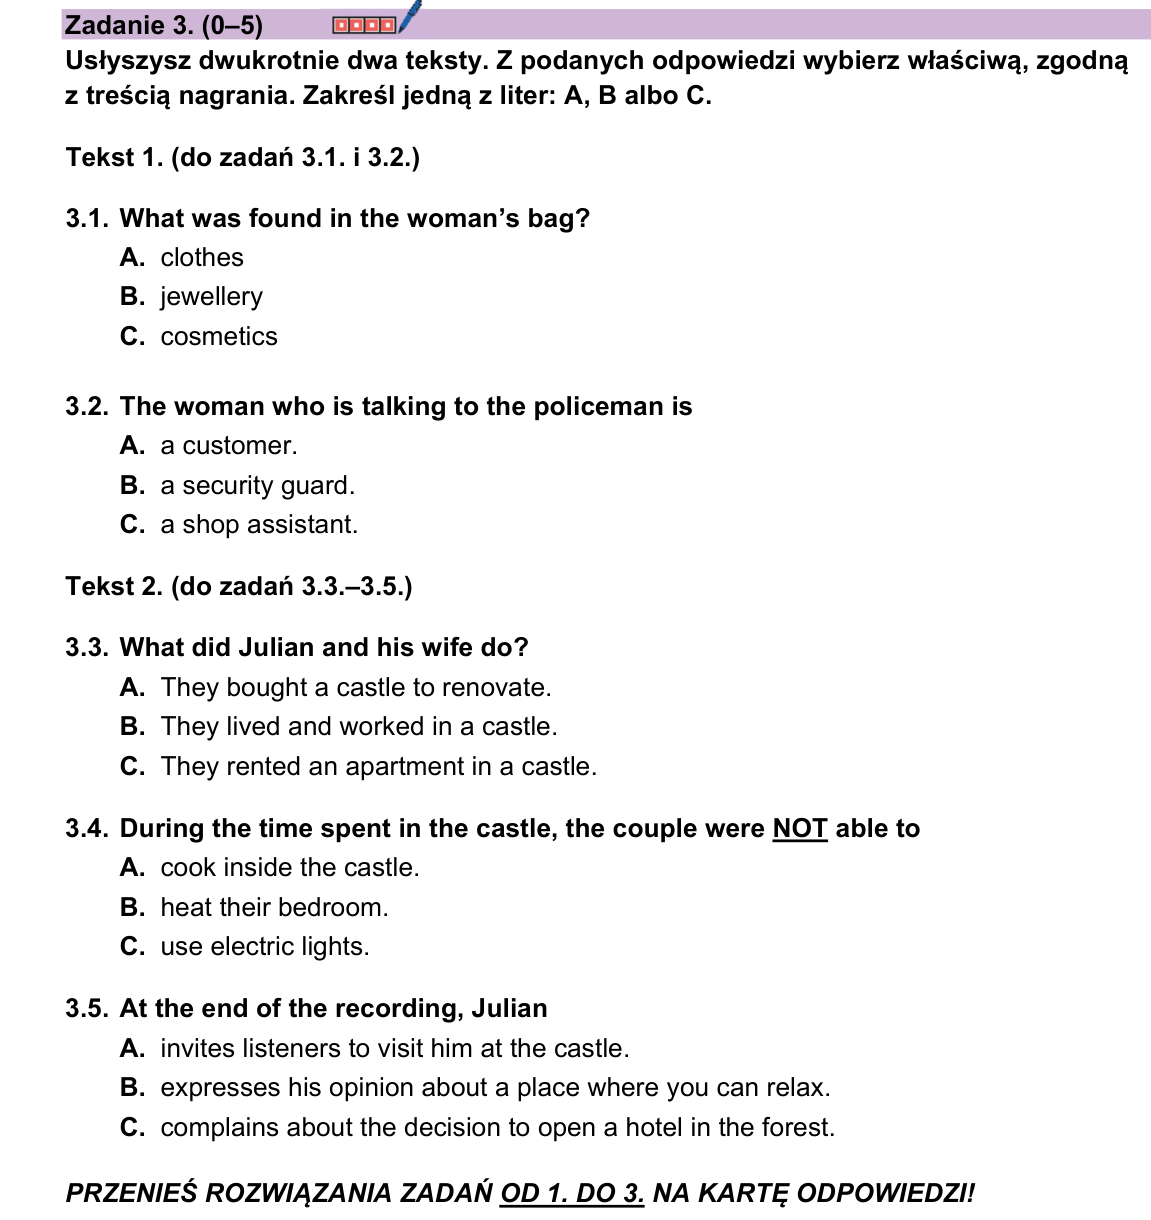 Zadanie 3. (0–5)
Usłyszysz dwukrotnie dwa teksty. Z podanych odpowiedzi wybierz właściwą, zgodną
z treścią nagrania. Zakreśl jedną z liter: A, B albo C.
Tekst 1. (do zadań 3.1. i 3.2.)
3.1. What was found in the woman’s bag?
A. clothes
B. jewellery
C. cosmetics
3.2. The woman who is talking to the policeman is
A. a customer.
B. a security guard.
C. a shop assistant.
Tekst 2. (do zadań 3.3.–3.5.)
3.3. What did Julian and his wife do?
A. They bought a castle to renovate.
B. They lived and worked in a castle.
C. They rented an apartment in a castle.
3.4. During the time spent in the castle, the couple were NOT able to
A. cook inside the castle.
B. heat their bedroom.
C. use electric lights.
3.5. At the end of the recording, Julian
A. invites listeners to visit him at the castle.
B. expresses his opinion about a place where you can relax.
C. complains about the decision to open a hotel in the forest.
PRZENIEŚ ROZWIĄZANIA ZADAŃ OD 1. DO 3. NA KARTĘ ODPOWIEDZI!